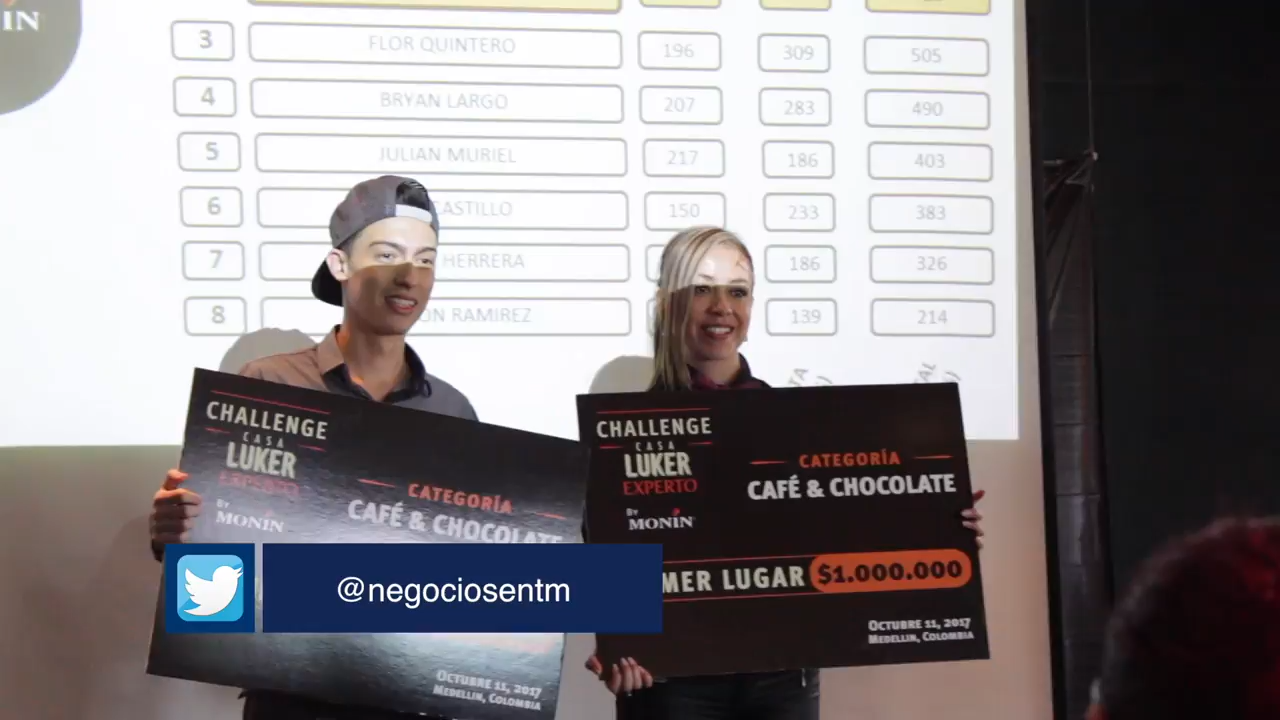 IN
3 FLOR QUINTERO 196 309 505
4 BRYAN LARGO 207 283 490
5 JULIAN MURIEL 217 186 403
6 CASTILLO 150 233 383
7 HERRERA 186 326
8 ON RAMIREZ 139 214
CHALLENGE
CASA
LUKER
EXPERTO
BY
MONIN
CATEGORÍA
CAFÉ & CHOCOLATE
OCTUBRE 11, 2017
MEDELLIN, COLOMBIA
CHALLENGE
CASA
LUKER
EXPERTO
BY
MONIN
CATEGORÍA
CAFÉ & CHOCOLATE
MER LUGAR $1.000.000
OCTUBRE 11, 2017
MEDELLIN, COLOMBIA
@negociosentm